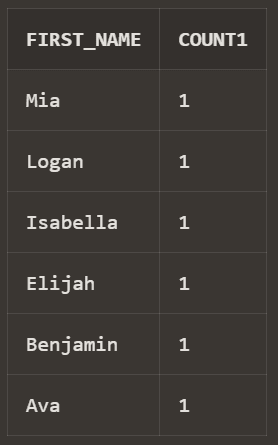 FIRST_NAME COUNT1
Mia 1
Logan 1
Isabella 1
Elijah 1
Benjamin 1
Ava 1